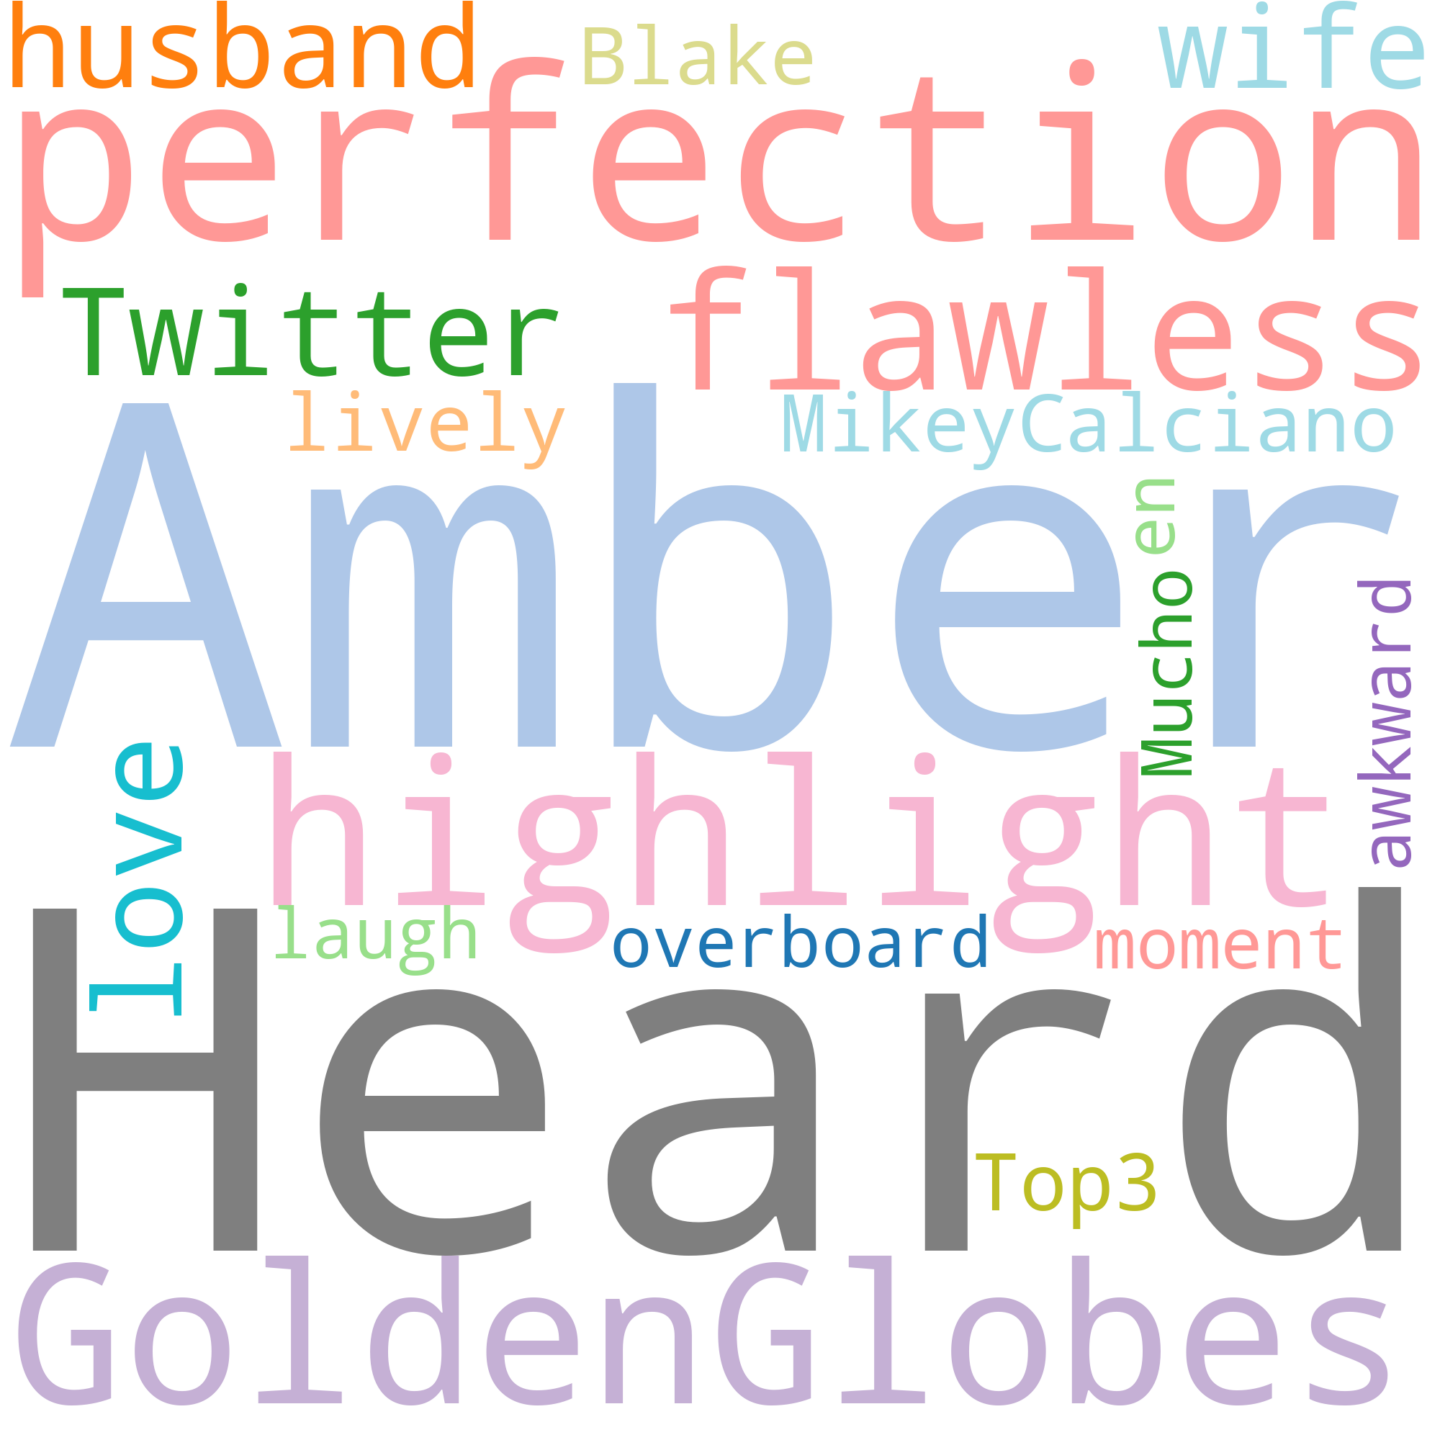 husband
Blake
wife
perfection
Twitter
flawless
lively
MikeyCalciano
Amber
en
Mucho
awkward
love
highlight
laugh
overboard
moment
Heard
Top3
GoldenGlobes